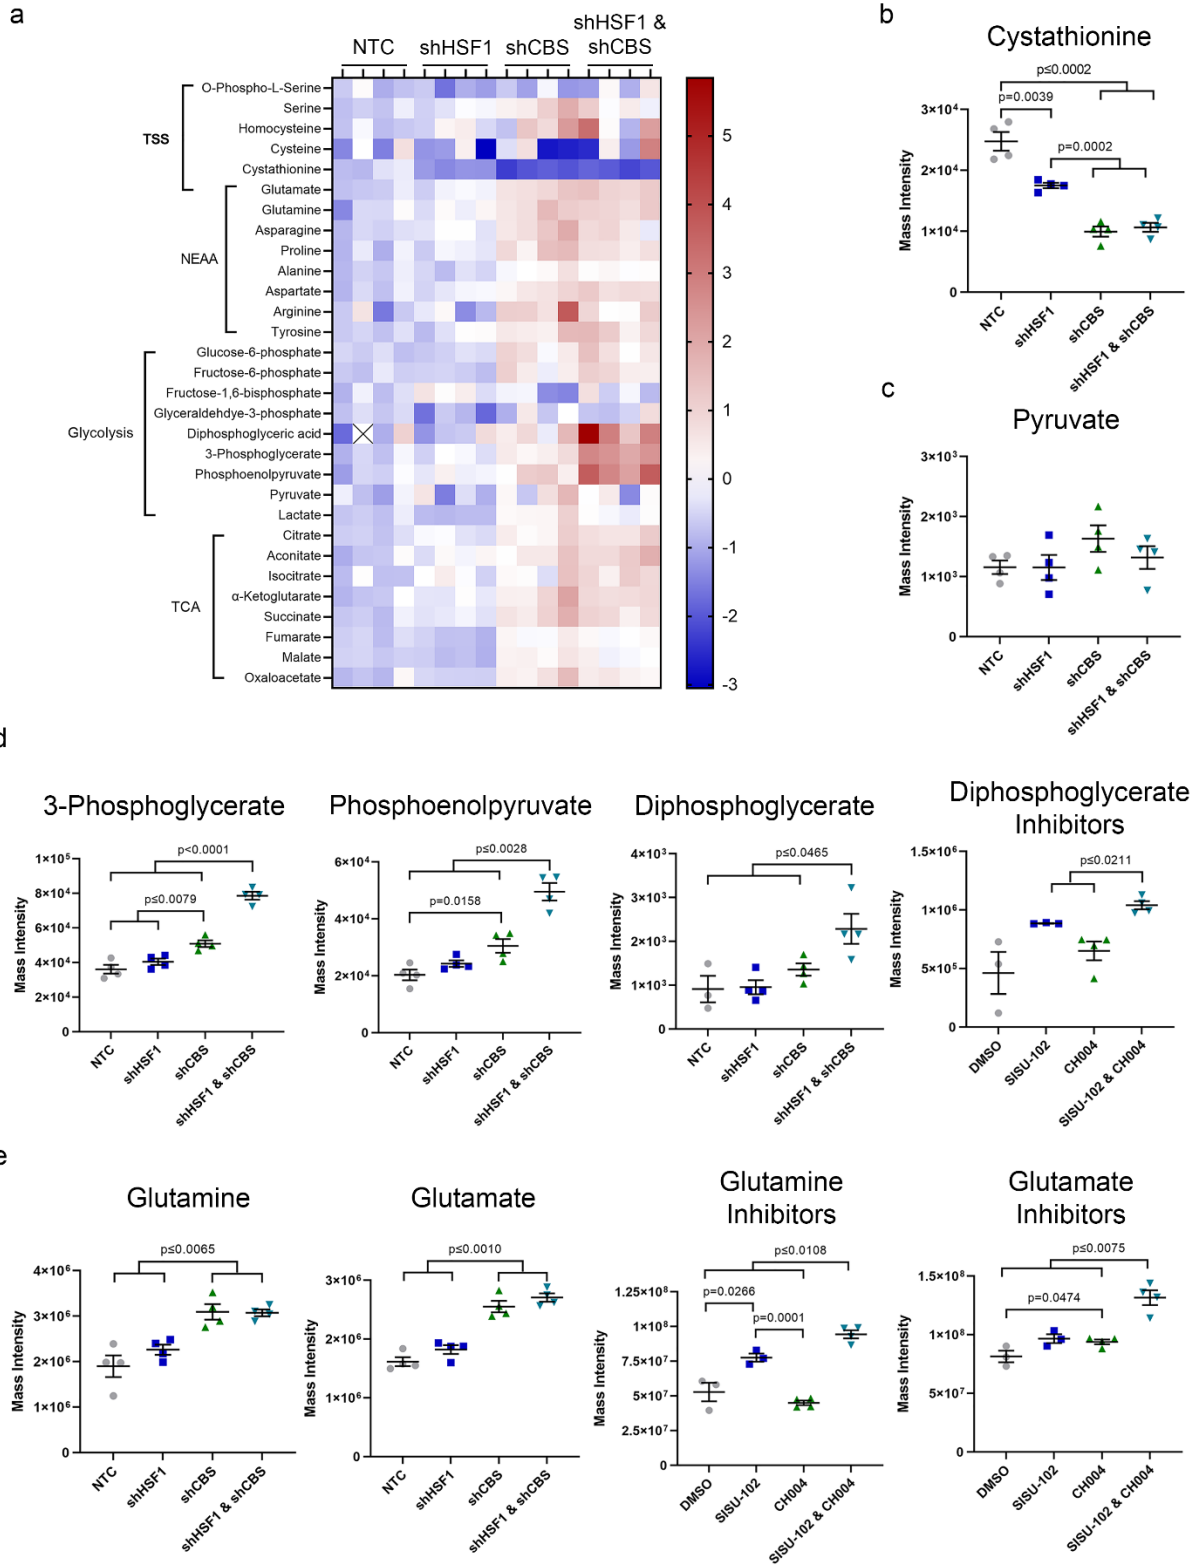 a
NTC
shHSF1
shCBS
shHSF1 &
shCBS
TSS
NEAA
Glycolysis
TCA
O-Phospho-L-Serine
Serine
Homocysteine
Cysteine
Cystathionine
Glutamate
Glutamine
Asparagine
Proline
Alanine
Aspartate
Arginine
Tyrosine
Glucose-6-phosphate
Fructose-6-phosphate
Fructose-1,6-bisphosphate
Glyceraldehdye-3-phosphate
Diphosphoglyceric acid
3-Phosphoglycerate
Phosphoenolpyruvate
Pyruvate
Lactate
Citrate
Aconitate
Isocitrate
α-Ketoglutarate
Succinate
Fumarate
Malate
Oxaloacetate
5
4
3
2
1
0
-1
-2
-3
b
Cystathionine
p≤0.0002
p=0.0039
p=0.0002
Mass Intensity
3×10⁴
2×10⁴
1×10⁴
0
NTC
shHSF1
shCBS
shHSF1 & shCBS
c
Pyruvate
Mass Intensity
3×10³
2×10³
1×10³
0
NTC
shHSF1
shCBS
shHSF1 & shCBS
d
3-Phosphoglycerate
p<0.0001
p≤0.0079
Mass Intensity
1×10⁵
8×10⁴
6×10⁴
4×10⁴
2×10⁴
0
NTC
shHSF1
shCBS
shHSF1 & shCBS
Phosphoenolpyruvate
p≤0.0028
p=0.0158
Mass Intensity
6×10⁴
4×10⁴
2×10⁴
0
NTC
shHSF1
shCBS
shHSF1 & shCBS
Diphosphoglycerate
p≤0.0465
Mass Intensity
4×10³
3×10³
2×10³
1×10³
0
NTC
shHSF1
shCBS
shHSF1 & shCBS
Diphosphoglycerate
Inhibitors
p≤0.0211
Mass Intensity
1.5×10⁶
1×10⁶
5×10⁵
0
DMSO
SISU-102
CH004
SISU-102 & CH004
e
Glutamine
p≤0.0065
Mass Intensity
4×10⁶
3×10⁶
2×10⁶
1×10⁶
0
NTC
shHSF1
shCBS
shHSF1 & shCBS
Glutamate
p≤0.0010
Mass Intensity
3×10⁶
2×10⁶
1×10⁶
0
NTC
shHSF1
shCBS
shHSF1 & shCBS
Glutamine
Inhibitors
p≤0.0108
p=0.0266
p=0.0001
Mass Intensity
1.25×10⁸
1×10⁸
7.5×10⁷
5×10⁷
2.5×10⁷
0
DMSO
SISU-102
CH004
SISU-102 & CH004
Glutamate
Inhibitors
p≤0.0075
p=0.0474
Mass Intensity
1.5×10⁸
1×10⁸
5×10⁷
0
DMSO
SISU-102
CH004
SISU-102 & CH004